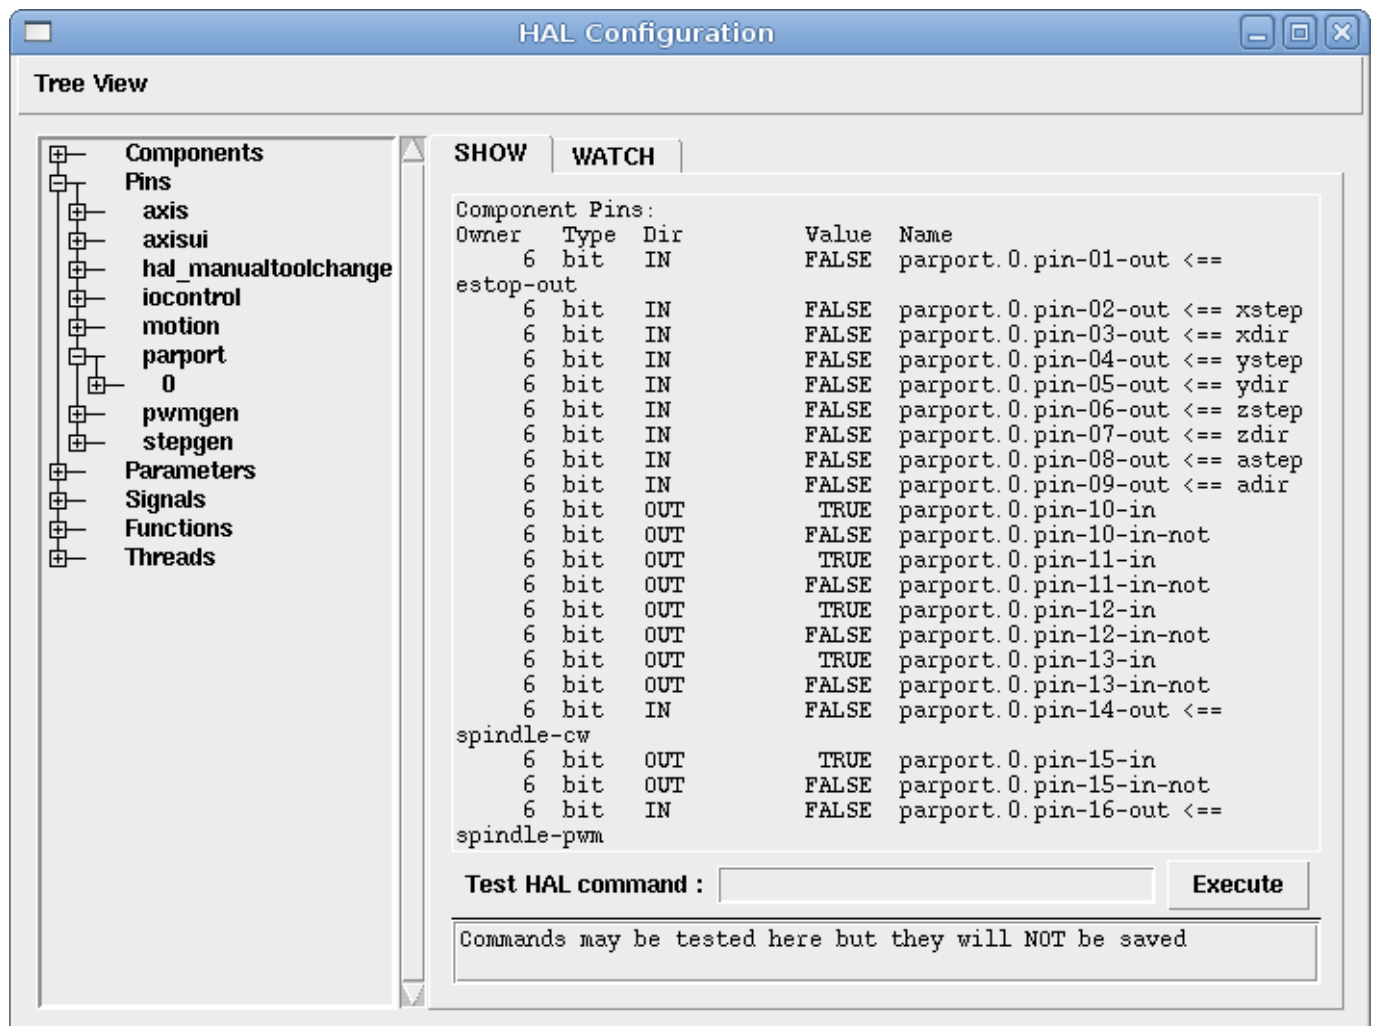 HAL Configuration
Tree View
Components
Pins
axis
axisui
hal_manualtoolchange
iocontrol
motion
parport
0
pwmgen
stepgen
Parameters
Signals
Functions
Threads
SHOW
WATCH
Component Pins:
Owner Type Dir Value Name
6 bit IN FALSE parport.0.pin-01-out <==
estop-out
6 bit IN FALSE parport.0.pin-02-out <== xstep
6 bit IN FALSE parport.0.pin-03-out <== xdir
6 bit IN FALSE parport.0.pin-04-out <== ystep
6 bit IN FALSE parport.0.pin-05-out <== ydir
6 bit IN FALSE parport.0.pin-06-out <== zstep
6 bit IN FALSE parport.0.pin-07-out <== zdir
6 bit IN FALSE parport.0.pin-08-out <== astep
6 bit IN FALSE parport.0.pin-09-out <== adir
6 bit OUT TRUE parport.0.pin-10-in
6 bit OUT FALSE parport.0.pin-10-in-not
6 bit OUT TRUE parport.0.pin-11-in
6 bit OUT FALSE parport.0.pin-11-in-not
6 bit OUT TRUE parport.0.pin-12-in
6 bit OUT FALSE parport.0.pin-12-in-not
6 bit OUT TRUE parport.0.pin-13-in
6 bit OUT FALSE parport.0.pin-13-in-not
6 bit IN FALSE parport.0.pin-14-out <==
spindle-cw
6 bit OUT TRUE parport.0.pin-15-in
6 bit OUT FALSE parport.0.pin-15-in-not
6 bit IN FALSE parport.0.pin-16-out <==
spindle-pwm
Test HAL command :
Execute
Commands may be tested here but they will NOT be saved